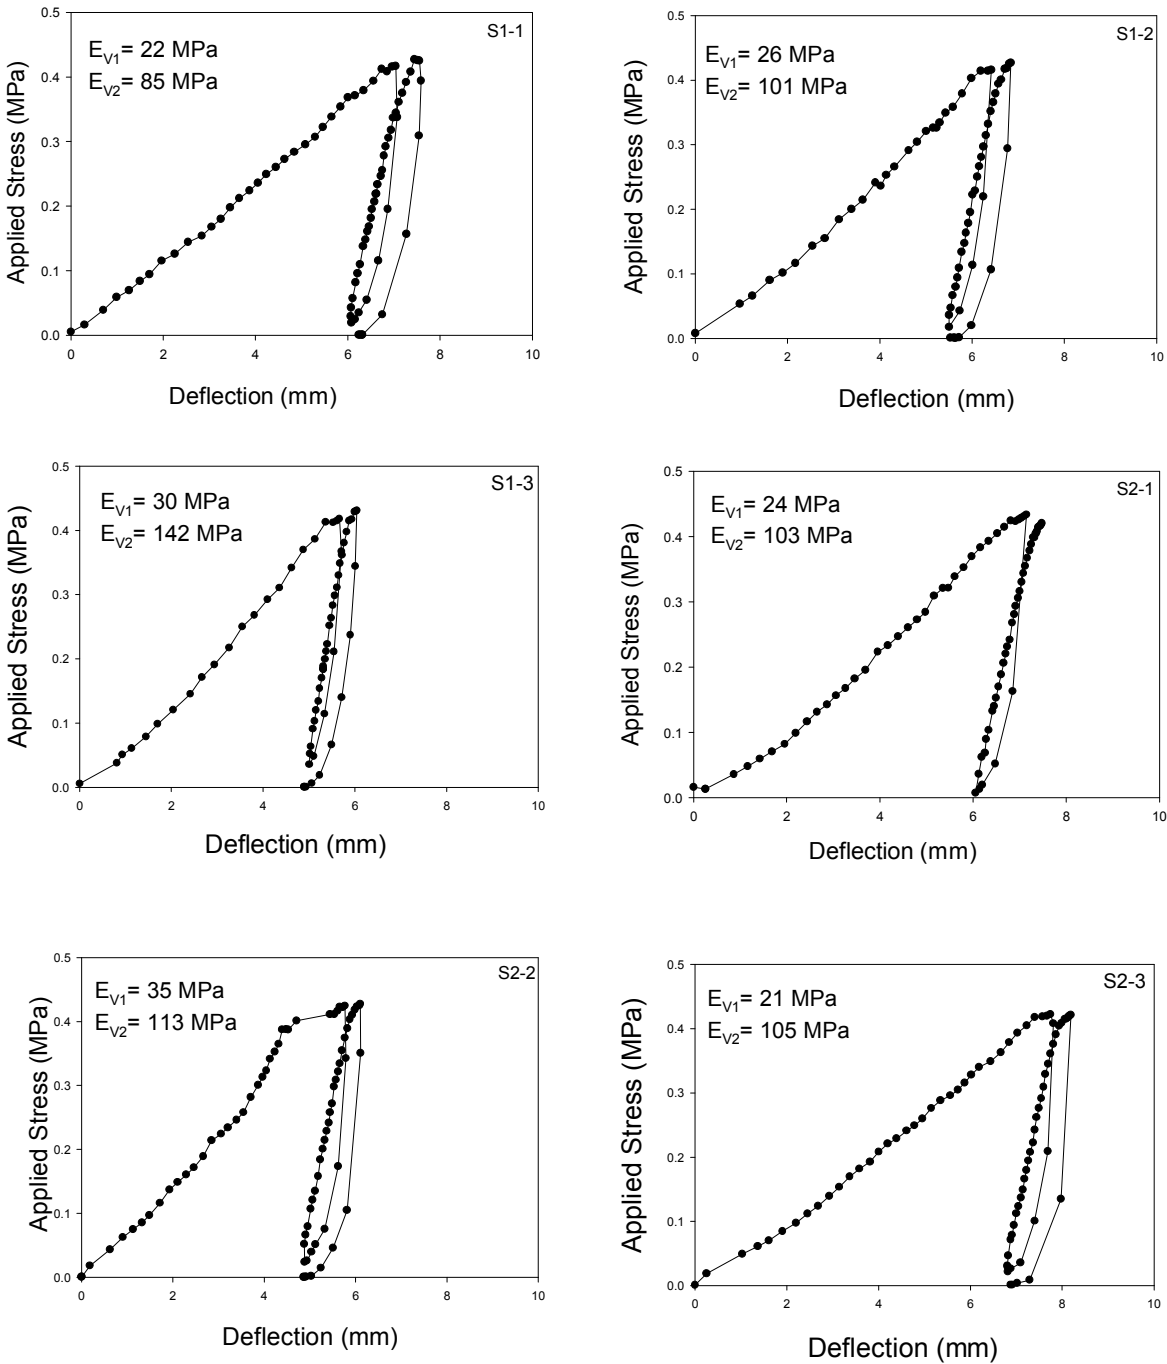 S1-1
E_V1= 22 MPa
E_V2= 85 MPa
Applied Stress (MPa)
0.5
0.4
0.3
0.2
0.1
0.0
0 2 4 6 8 10
Deflection (mm)
S1-2
E_V1= 26 MPa
E_V2= 101 MPa
Applied Stress (MPa)
0.5
0.4
0.3
0.2
0.1
0.0
0 2 4 6 8 10
Deflection (mm)
S1-3
E_V1= 30 MPa
E_V2= 142 MPa
Applied Stress (MPa)
0.5
0.4
0.3
0.2
0.1
0.0
0 2 4 6 8 10
Deflection (mm)
S2-1
E_V1= 24 MPa
E_V2= 103 MPa
Applied Stress (MPa)
0.5
0.4
0.3
0.2
0.1
0.0
0 2 4 6 8 10
Deflection (mm)
S2-2
E_V1= 35 MPa
E_V2= 113 MPa
Applied Stress (MPa)
0.5
0.4
0.3
0.2
0.1
0.0
0 2 4 6 8 10
Deflection (mm)
S2-3
E_V1= 21 MPa
E_V2= 105 MPa
Applied Stress (MPa)
0.5
0.4
0.3
0.2
0.1
0.0
0 2 4 6 8 10
Deflection (mm)